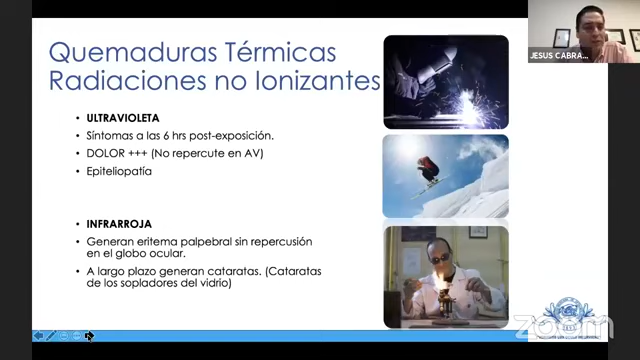 Quemaduras Térmicas
Radiaciones no Ionizantes
JESUS CABRA...
• ULTRAVIOLETA
• Síntomas a las 6 hrs post-exposición.
• DOLOR +++ (No repercute en AV)
• Epiteliopatía
• INFRARROJA
• Generan eritema palpebral sin repercusión
en el globo ocular.
• A largo plazo generan cataratas. (Cataratas
de los sopladores del vidrio)
zoom